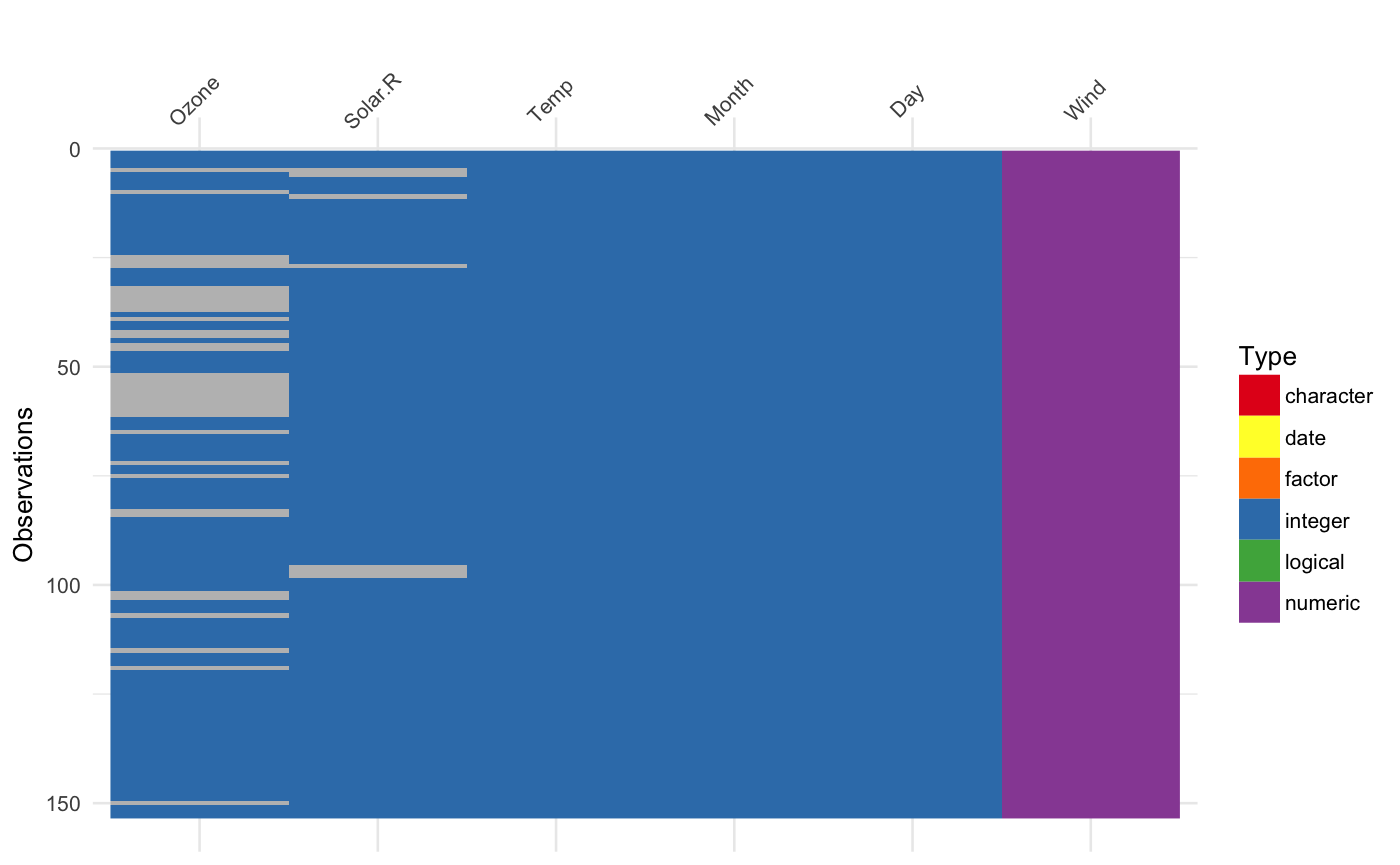 Ozone
Solar.R
Temp
Month
Day
Wind
0
50
100
150
Observations
Type
character
date
factor
integer
logical
numeric